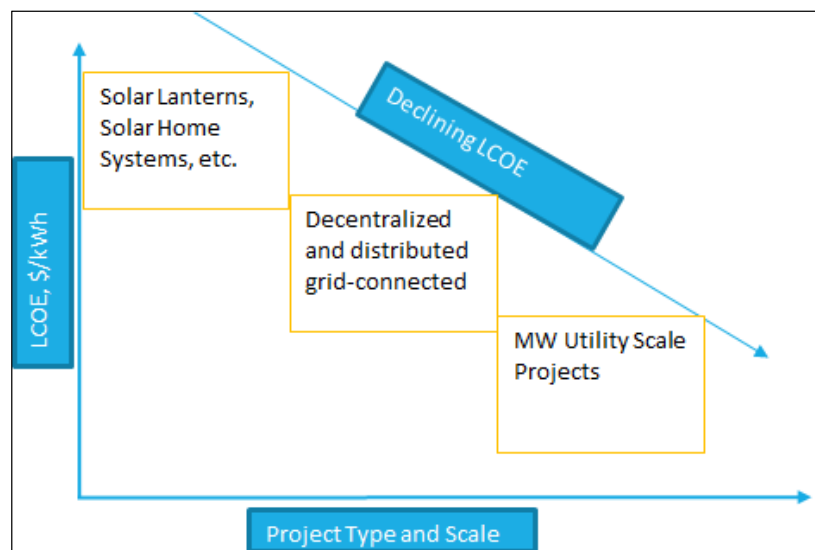 Solar Lanterns,
Solar Home
Systems, etc.
Declining LCOE
Decentralized
and distributed
grid-connected
MW Utility Scale
Projects
LCOE, $/kWh
Project Type and Scale